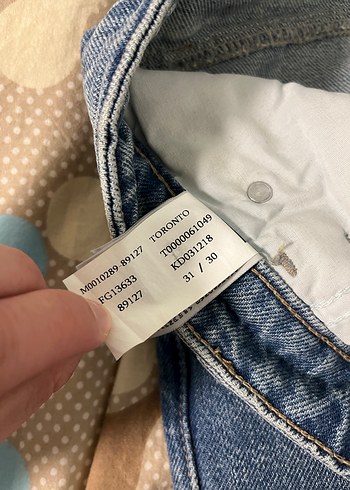 M0010289-89127 TORONTO
FG13633 T0000061049
89127 KD031218
31 / 30